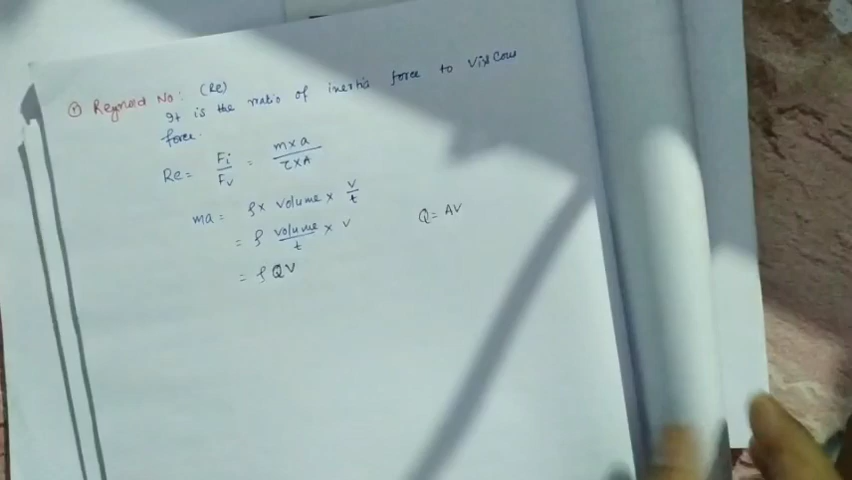 ① Reynold No: (Re)
It is the ratio of inertia force to Viscous
force.
Re = Fi/Fv = m×a/τ×A
ma = ρ × volume × v/t
= ρ volume/t × v
Q = AV
= ρQV